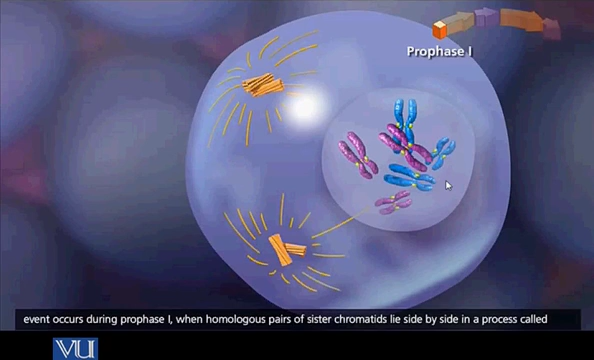 Prophase I
event occurs during prophase I, when homologous pairs of sister chromatids lie side by side in a process called
VU